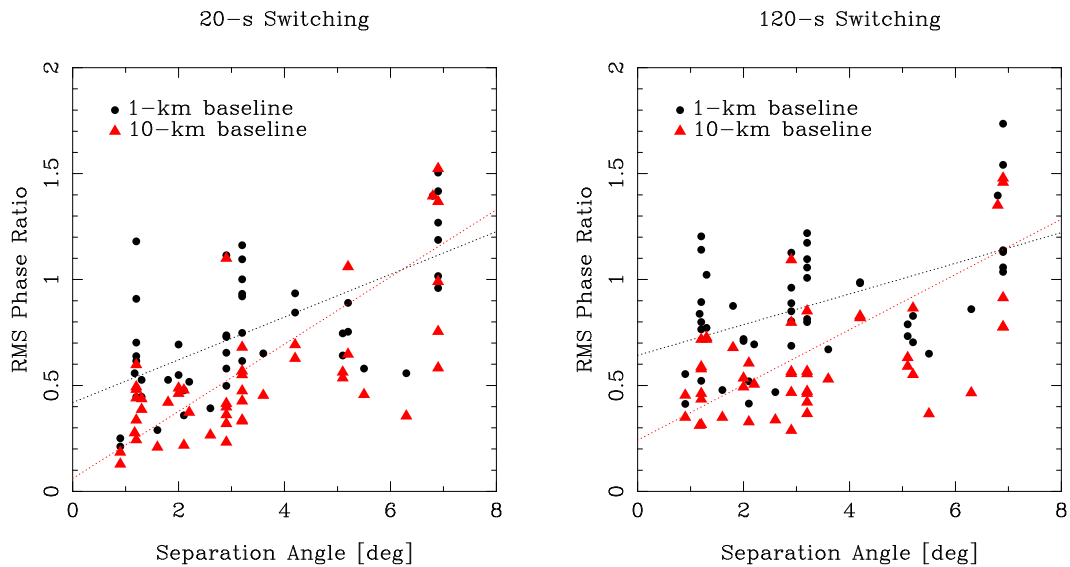 20-s Switching
2
1-km baseline
10-km baseline
1.5
1
0.5
0
RMS Phase Ratio
0 2 4 6 8
Separation Angle [deg]
120-s Switching
2
1-km baseline
10-km baseline
1.5
1
0.5
0
RMS Phase Ratio
0 2 4 6 8
Separation Angle [deg]